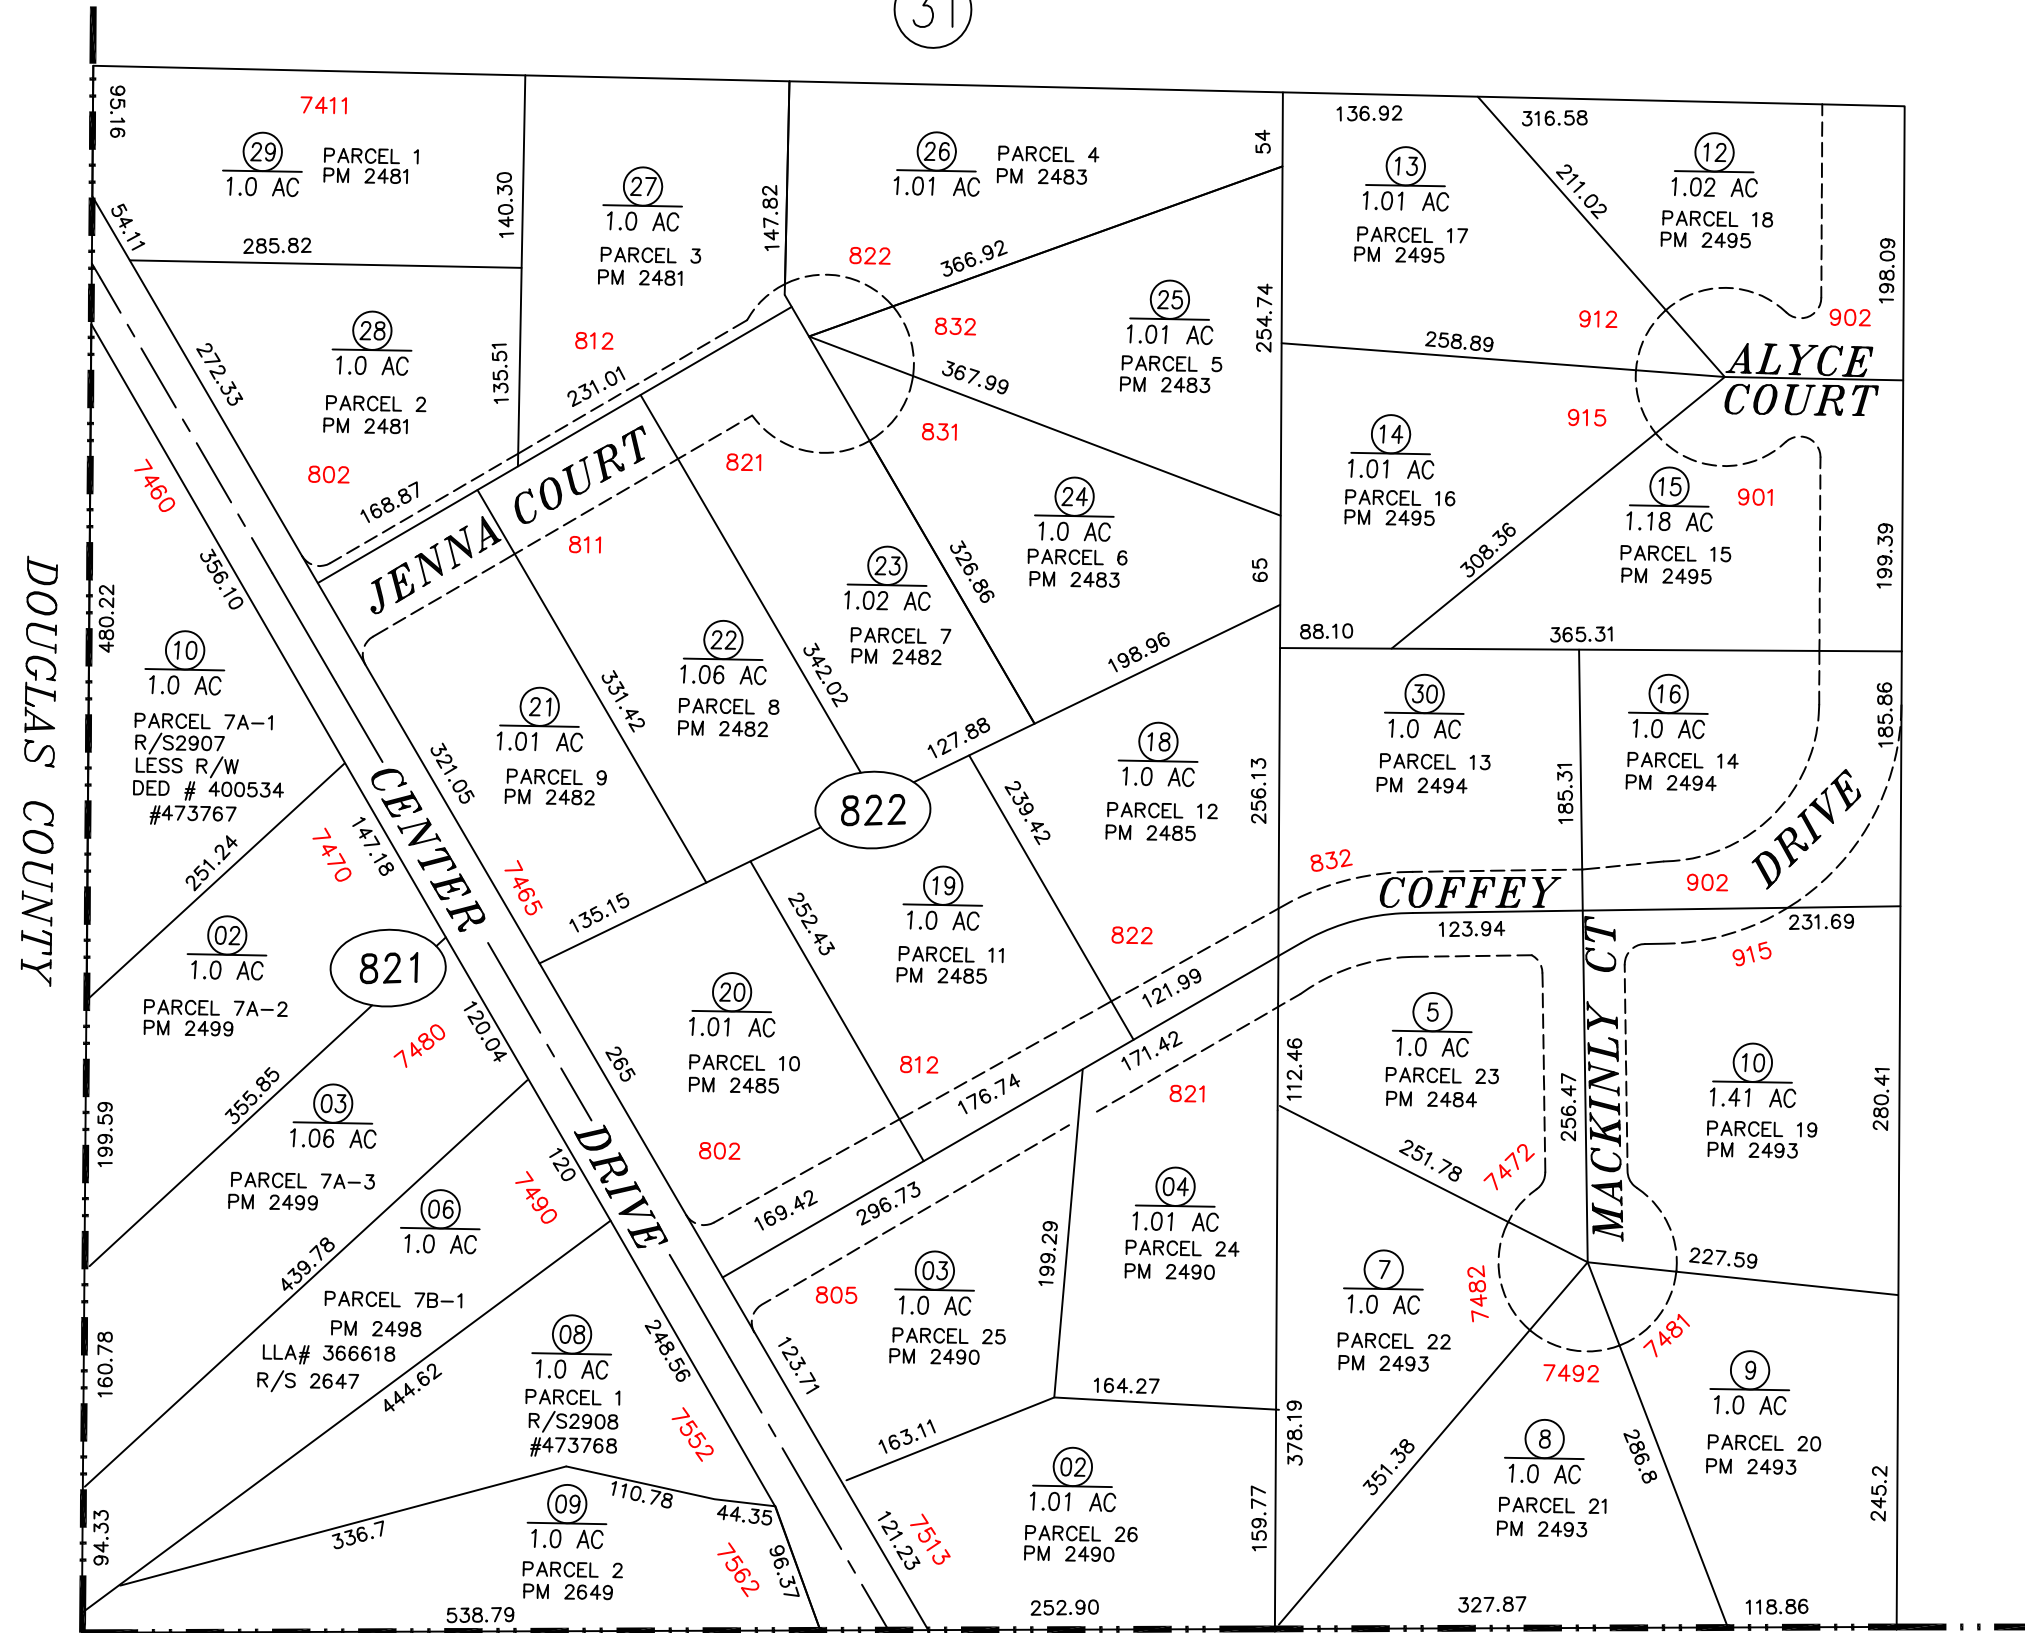 31
95.16
7411
29
1.0 AC
PARCEL 1
PM 2481
140.30
54.11
285.82
27
1.0 AC
PARCEL 3
PM 2481
147.82
26
1.01 AC
PARCEL 4
PM 2483
54
822
366.92
812
231.01
28
1.0 AC
PARCEL 2
PM 2481
135.51
272.33
802
168.87
832
25
1.01 AC
PARCEL 5
PM 2483
254.74
367.99
831
136.92
13
1.01 AC
PARCEL 17
PM 2495
316.58
211.02
12
1.02 AC
PARCEL 18
PM 2495
198.09
912
902
258.89
ALYCE
COURT
915
14
1.01 AC
PARCEL 16
PM 2495
308.36
15
1.18 AC
PARCEL 15
PM 2495
901
199.39
88.10
365.31
JENNA COURT
821
811
7460
356.10
DOUGLAS COUNTY
480.22
10
1.0 AC
PARCEL 7A-1
R/S2907
LESS R/W
DED # 400534
#473767
251.24
7470
147.18
CENTER
321.05
21
1.01 AC
PARCEL 9
PM 2482
331.42
22
1.06 AC
PARCEL 8
PM 2482
342.02
23
1.02 AC
PARCEL 7
PM 2482
326.86
24
1.0 AC
PARCEL 6
PM 2483
65
198.96
127.88
822
135.15
7465
18
1.0 AC
PARCEL 12
PM 2485
256.13
239.42
19
1.0 AC
PARCEL 11
PM 2485
252.43
822
121.99
20
1.01 AC
PARCEL 10
PM 2485
812
176.74
171.42
821
802
169.42
296.73
265
30
1.0 AC
PARCEL 13
PM 2494
185.31
16
1.0 AC
PARCEL 14
PM 2494
185.86
832
COFFEY
DRIVE
902
123.94
231.69
915
MACKINLY CT
5
1.0 AC
PARCEL 23
PM 2484
112.46
256.47
251.78
7472
10
1.41 AC
PARCEL 19
PM 2493
280.41
227.59
02
1.0 AC
PARCEL 7A-2
PM 2499
821
355.85
7480
120.04
199.59
03
1.06 AC
PARCEL 7A-3
PM 2499
439.78
7490
120
DRIVE
06
1.0 AC
PARCEL 7B-1
PM 2498
LLA# 366618
R/S 2647
160.78
444.62
08
1.0 AC
PARCEL 1
R/S2908
#473768
248.56
7552
94.33
336.7
110.78
44.35
09
1.0 AC
PARCEL 2
PM 2649
7562
96.37
538.79
805
03
1.0 AC
PARCEL 25
PM 2490
123.71
163.11
199.29
04
1.01 AC
PARCEL 24
PM 2490
164.27
02
1.01 AC
PARCEL 26
PM 2490
7513
121.23
159.77
252.90
378.19
7
1.0 AC
PARCEL 22
PM 2493
7482
7481
7492
351.38
8
1.0 AC
PARCEL 21
PM 2493
286.8
9
1.0 AC
PARCEL 20
PM 2493
245.2
327.87
118.86